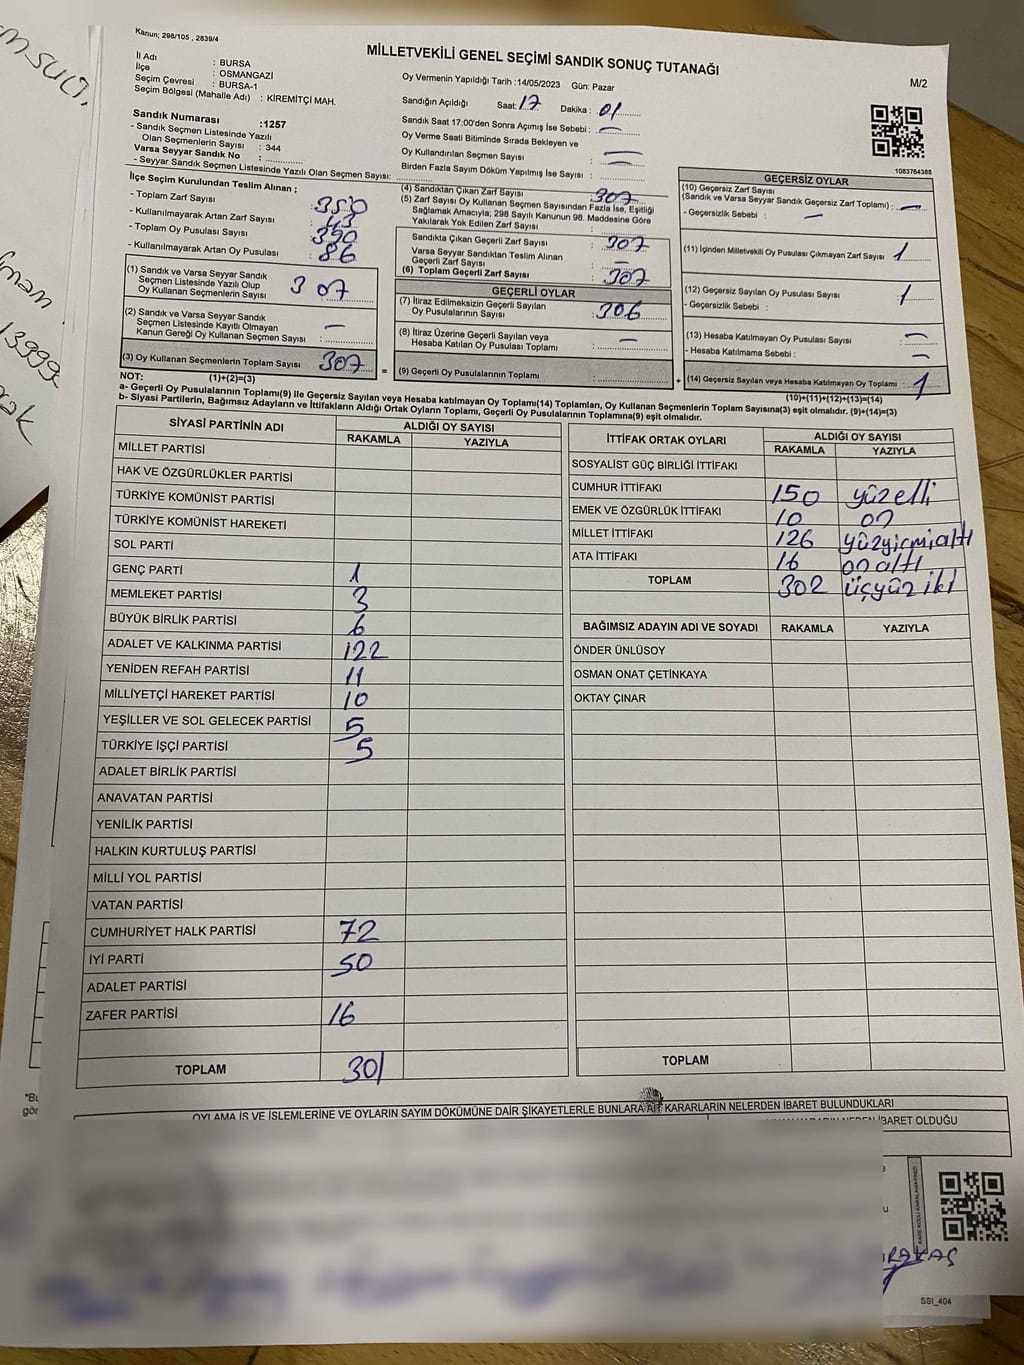 Kanun; 298/105 , 2839/4
MİLLETVEKİLİ GENEL SEÇİMİ SANDIK SONUÇ TUTANAĞI
M/2
İl Adı : BURSA
İlçe : OSMANGAZİ
Seçim Çevresi : BURSA-1
Seçim Bölgesi (Mahalle Adı) : KİREMİTÇİ MAH.
Oy Vermenin Yapıldığı Tarih :14/05/2023 Gün: Pazar
Sandığın Açıldığı Saat: 17 Dakika : 01
Sandık Saat 17:00'den Sonra Açımış İse Sebebi : —
Oy Verme Saati Bitiminde Sırada Bekleyen ve
Oy Kullandırılan Seçmen Sayısı : —
Birden Fazla Sayım Döküm Yapılmış İse Sayısı : —
1083764388
Sandık Numarası :1257
- Sandık Seçmen Listesinde Yazılı
Olan Seçmenlerin Sayısı : 344
Varsa Seyyar Sandık No :
- Seyyar Sandık Seçmen Listesinde Yazılı Olan Seçmen Sayısı:
İlçe Seçim Kurulundan Teslim Alınan ;
- Toplam Zarf Sayısı : 350
- Kullanılmayarak Artan Zarf Sayısı : 43
- Toplam Oy Pusulası Sayısı : 390
- Kullanılmayarak Artan Oy Pusulası : 86
(1) Sandık ve Varsa Seyyar Sandık
Seçmen Listesinde Yazılı Olup
Oy Kullanan Seçmenlerin Sayısı : 307
(2) Sandık ve Varsa Seyyar Sandık
Seçmen Listesinde Kayıtlı Olmayan
Kanun Gereği Oy Kullanan Seçmen Sayısı : —
(3) Oy Kullanan Seçmenlerin Toplam Sayısı 307
(4) Sandıktan Çıkan Zarf Sayısı : 307
(5) Zarf Sayısı Oy Kullanan Seçmen Sayısından Fazla İse, Eşitliği
Sağlamak Amacıyla; 298 Sayılı Kanunun 98. Maddesine Göre
Yakılarak Yok Edilen Zarf Sayısı :
Sandıkta Çıkan Geçerli Zarf Sayısı : 307
Varsa Seyyar Sandıktan Teslim Alınan
Geçerli Zarf Sayısı : —
(6) Toplam Geçerli Zarf Sayısı : 307
GEÇERLİ OYLAR
(7) İtiraz Edilmeksizin Geçerli Sayılan
Oy Pusulalarının Sayısı : 306
(8) İtiraz Üzerine Geçerli Sayılan veya
Hesaba Katılan Oy Pusulası Toplamı : —
= (9) Geçerli Oy Pusulalarının Toplamı :
GEÇERSİZ OYLAR
(10) Geçersiz Zarf Sayısı
(Sandık ve Varsa Seyyar Sandık Geçersiz Zarf Toplamı) : —
- Geçersizlik Sebebi : —
(11) İçinden Milletvekili Oy Pusulası Çıkmayan Zarf Sayısı 1
(12) Geçersiz Sayılan Oy Pusulası Sayısı : 1
- Geçersizlik Sebebi :
(13) Hesaba Katılmayan Oy Pusulası Sayısı : —
- Hesaba Katılmama Sebebi : —
+ (14) Geçersiz Sayılan veya Hesaba Katılmayan Oy Toplamı : 1
NOT: (1)+(2)=(3)
(10)+(11)+(12)+(13)=(14)
a- Geçerli Oy Pusulalarının Toplamı(9) ile Geçersiz Sayılan veya Hesaba katılmayan Oy Toplamı(14) Toplamları, Oy Kullanan Seçmenlerin Toplam Sayısına(3) eşit olmalıdır. (9)+(14)=(3)
b- Siyasi Partilerin, Bağımsız Adayların ve İttifakların Aldığı Ortak Oyların Toplamı, Geçerli Oy Pusulalarının Toplamına(9) eşit olmalıdır.
SİYASİ PARTİNİN ADI ALDIĞI OY SAYISI
RAKAMLA YAZIYLA
MİLLET PARTİSİ
HAK VE ÖZGÜRLÜKLER PARTİSİ
TÜRKİYE KOMÜNİST PARTİSİ
TÜRKİYE KOMÜNİST HAREKETİ
SOL PARTİ
GENÇ PARTİ 1
MEMLEKET PARTİSİ 3
BÜYÜK BİRLİK PARTİSİ 6
ADALET VE KALKINMA PARTİSİ 122
YENİDEN REFAH PARTİSİ 11
MİLLİYETÇİ HAREKET PARTİSİ 10
YEŞİLLER VE SOL GELECEK PARTİSİ 5
TÜRKİYE İŞÇİ PARTİSİ 5
ADALET BİRLİK PARTİSİ
ANAVATAN PARTİSİ
YENİLİK PARTİSİ
HALKIN KURTULUŞ PARTİSİ
MİLLİ YOL PARTİSİ
VATAN PARTİSİ
CUMHURİYET HALK PARTİSİ 72
İYİ PARTİ 50
ADALET PARTİSİ
ZAFER PARTİSİ 16
TOPLAM 301
İTTİFAK ORTAK OYLARI ALDIĞI OY SAYISI
RAKAMLA YAZIYLA
SOSYALİST GÜÇ BİRLİĞİ İTTİFAKI
CUMHUR İTTİFAKI 150 yüzelli
EMEK VE ÖZGÜRLÜK İTTİFAKI 10 on
MİLLET İTTİFAKI 126 yüzyirmialtı
ATA İTTİFAKI 16 onaltı
TOPLAM 302 üçyüziki
BAĞIMSIZ ADAYIN ADI VE SOYADI RAKAMLA YAZIYLA
ÖNDER ÜNLÜSOY
OSMAN ONAT ÇETİNKAYA
OKTAY ÇINAR
TOPLAM
OYLAMA İŞ VE İŞLEMLERİNE VE OYLARIN SAYIM DÖKÜMÜNE DAİR ŞİKAYETLERLE BUNLARA AİT KARARLARIN NELERDEN İBARET BULUNDUKLARI
İBARET OLDUĞU
SSİ_404